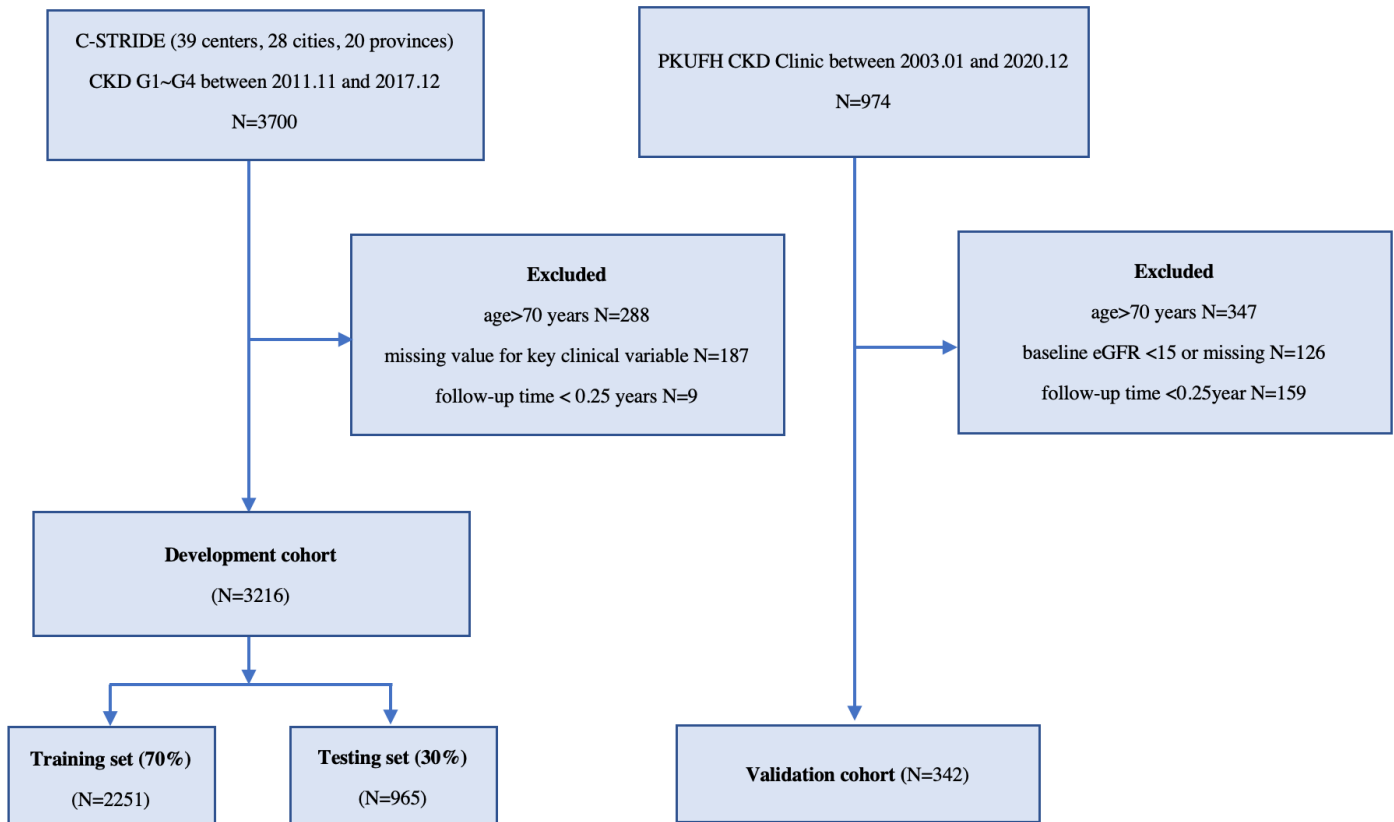 C-STRIDE (39 centers, 28 cities, 20 provinces)
CKD G1~G4 between 2011.11 and 2017.12
N=3700
PKUFH CKD Clinic between 2003.01 and 2020.12
N=974
Excluded
age>70 years N=288
missing value for key clinical variable N=187
follow-up time < 0.25 years N=9
Excluded
age>70 years N=347
baseline eGFR <15 or missing N=126
follow-up time <0.25year N=159
Development cohort
(N=3216)
Training set (70%)
(N=2251)
Testing set (30%)
(N=965)
Validation cohort (N=342)